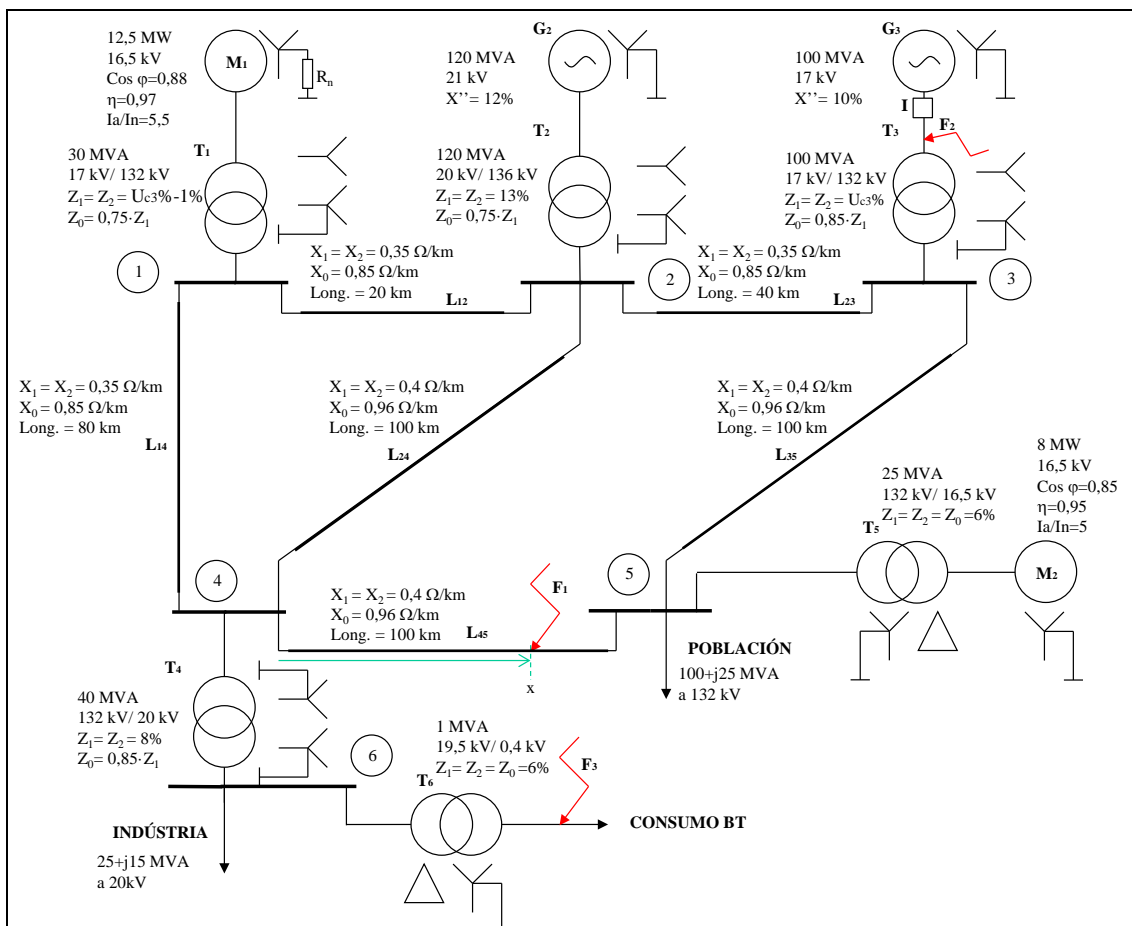 12,5 MW
16,5 kV
Cos φ=0,88
η=0,97
Ia/In=5,5
M1
Rn
T1
30 MVA
17 kV/ 132 kV
Z1= Z2 = Uc3% -1%
Z0= 0,75·Z1
G2
120 MVA
21 kV
X’’= 12%
T2
120 MVA
20 kV/ 136 kV
Z1= Z2 = 13%
Z0= 0,75·Z1
G3
100 MVA
17 kV
X’’= 10%
I
F2
T3
100 MVA
17 kV/ 132 kV
Z1= Z2 = Uc3%
Z0= 0,85·Z1
1
X1 = X2 = 0,35 Ω/km
X0 = 0,85 Ω/km
Long. = 20 km
L12
2
X1 = X2 = 0,35 Ω/km
X0 = 0,85 Ω/km
Long. = 40 km
L23
3
X1 = X2 = 0,35 Ω/km
X0 = 0,85 Ω/km
Long. = 80 km
L14
X1 = X2 = 0,4 Ω/km
X0 = 0,96 Ω/km
Long. = 100 km
L24
X1 = X2 = 0,4 Ω/km
X0 = 0,96 Ω/km
Long. = 100 km
L35
8 MW
16,5 kV
Cos φ=0,85
η=0,95
Ia/In=5
M2
25 MVA
132 kV/ 16,5 kV
Z1= Z2 = Z0 =6%
T5
4
X1 = X2 = 0,4 Ω/km
X0 = 0,96 Ω/km
Long. = 100 km
L45
F1
x
5
POBLACIÓN
100+j25 MVA
a 132 kV
T4
40 MVA
132 kV/ 20 kV
Z1= Z2 = 8%
Z0= 0,85·Z1
6
1 MVA
19,5 kV/ 0,4 kV
Z1= Z2 = Z0=6%
T6
F3
CONSUMO BT
INDÚSTRIA
25+j15 MVA
a 20kV